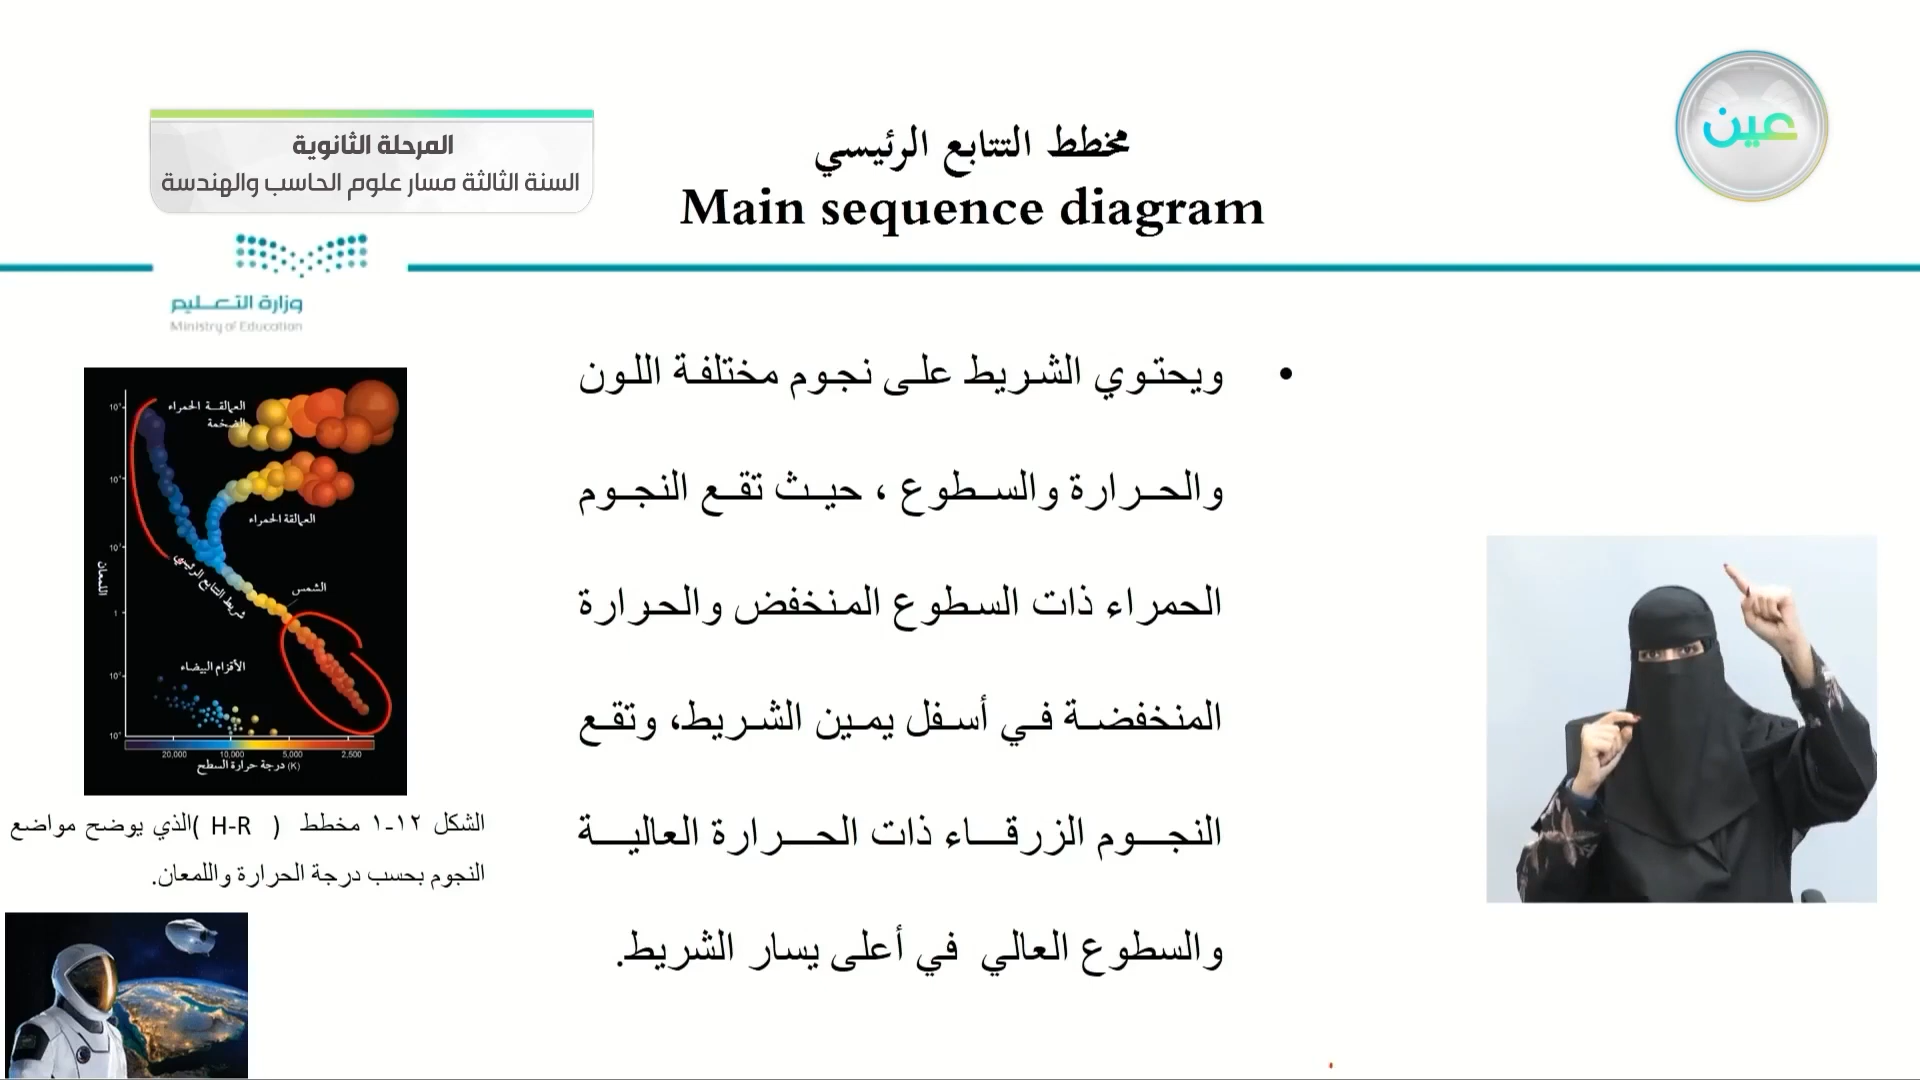 المرحلة الثانوية
السنة الثالثة مسار علوم الحاسب والهندسة
مخطط التتابع الرئيسي
Main sequence diagram
عين
وزارة التعليم
Ministry of Education
• ويحتوي الشريط على نجوم مختلفة اللون
والحرارة والسطوع ، حيث تقع النجوم
الحمراء ذات السطوع المنخفض والحرارة
المنخفضة في أسفل يمين الشريط، وتقع
النجوم الزرقاء ذات الحرارة العالية
والسطوع العالي في أعلى يسار الشريط.
العمالقة الحمراء
الضخمة
العمالقة الحمراء
شريط التتابع الرئيسي
الشمس
الأقزام البيضاء
اللمعان
1
20,000 10,000 5,000 2,500
درجة حرارة السطح (K)
الشكل ١٢-١ مخطط ( H-R )الذي يوضح مواضع
النجوم بحسب درجة الحرارة واللمعان.